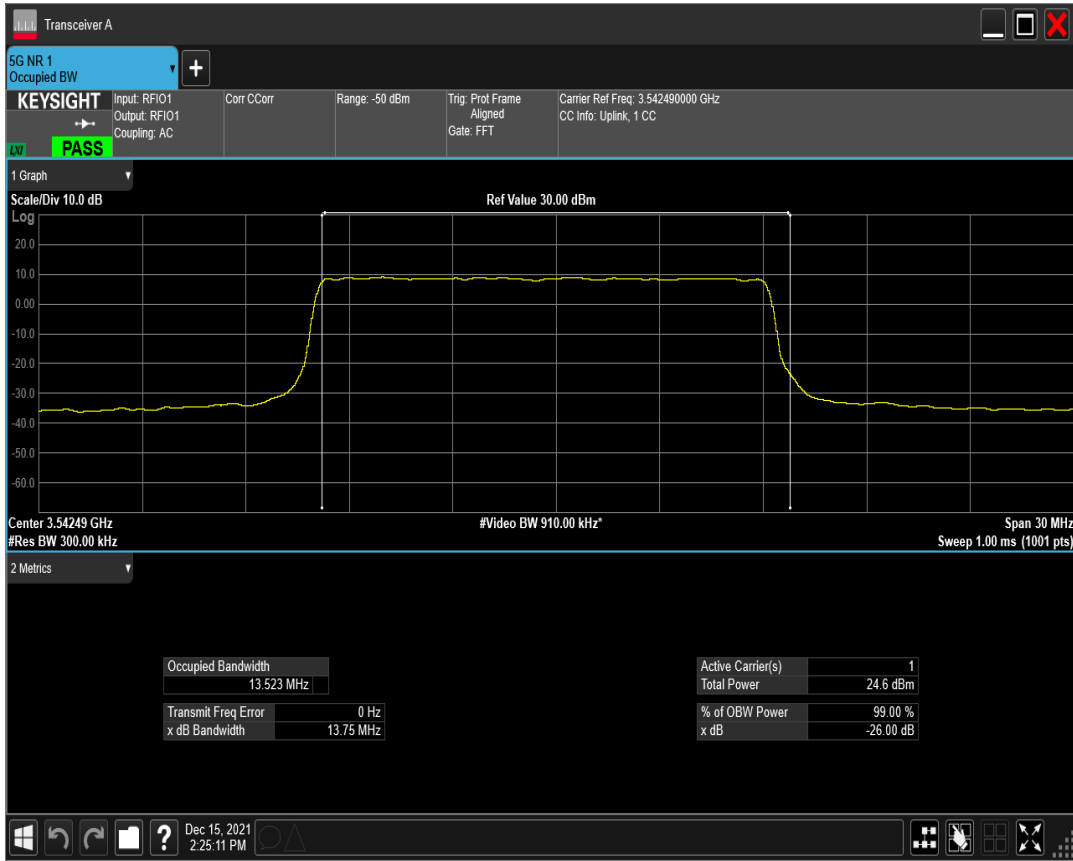 Transceiver A
5G NR 1
Occupied BW
+
KEYSIGHT
Input: RFIO1
Output: RFIO1
Coupling: AC
Corr CCorr
Range: -50 dBm
Trig: Prot Frame
Aligned
Gate: FFT
Carrier Ref Freq: 3.542490000 GHz
CC Info: Uplink, 1 CC
LXI
PASS
1 Graph
Scale/Div 10.0 dB
Ref Value 30.00 dBm
Log
20.0
10.0
0.00
-10.0
-20.0
-30.0
-40.0
-50.0
-60.0
Center 3.54249 GHz
#Video BW 910.00 kHz*
Span 30 MHz
#Res BW 300.00 kHz
Sweep 1.00 ms (1001 pts)
2 Metrics
Occupied Bandwidth
13.523 MHz
Transmit Freq Error 0 Hz
x dB Bandwidth 13.75 MHz
Active Carrier(s) 1
Total Power 24.6 dBm
% of OBW Power 99.00 %
x dB -26.00 dB
?
Dec 15, 2021
2:25:11 PM